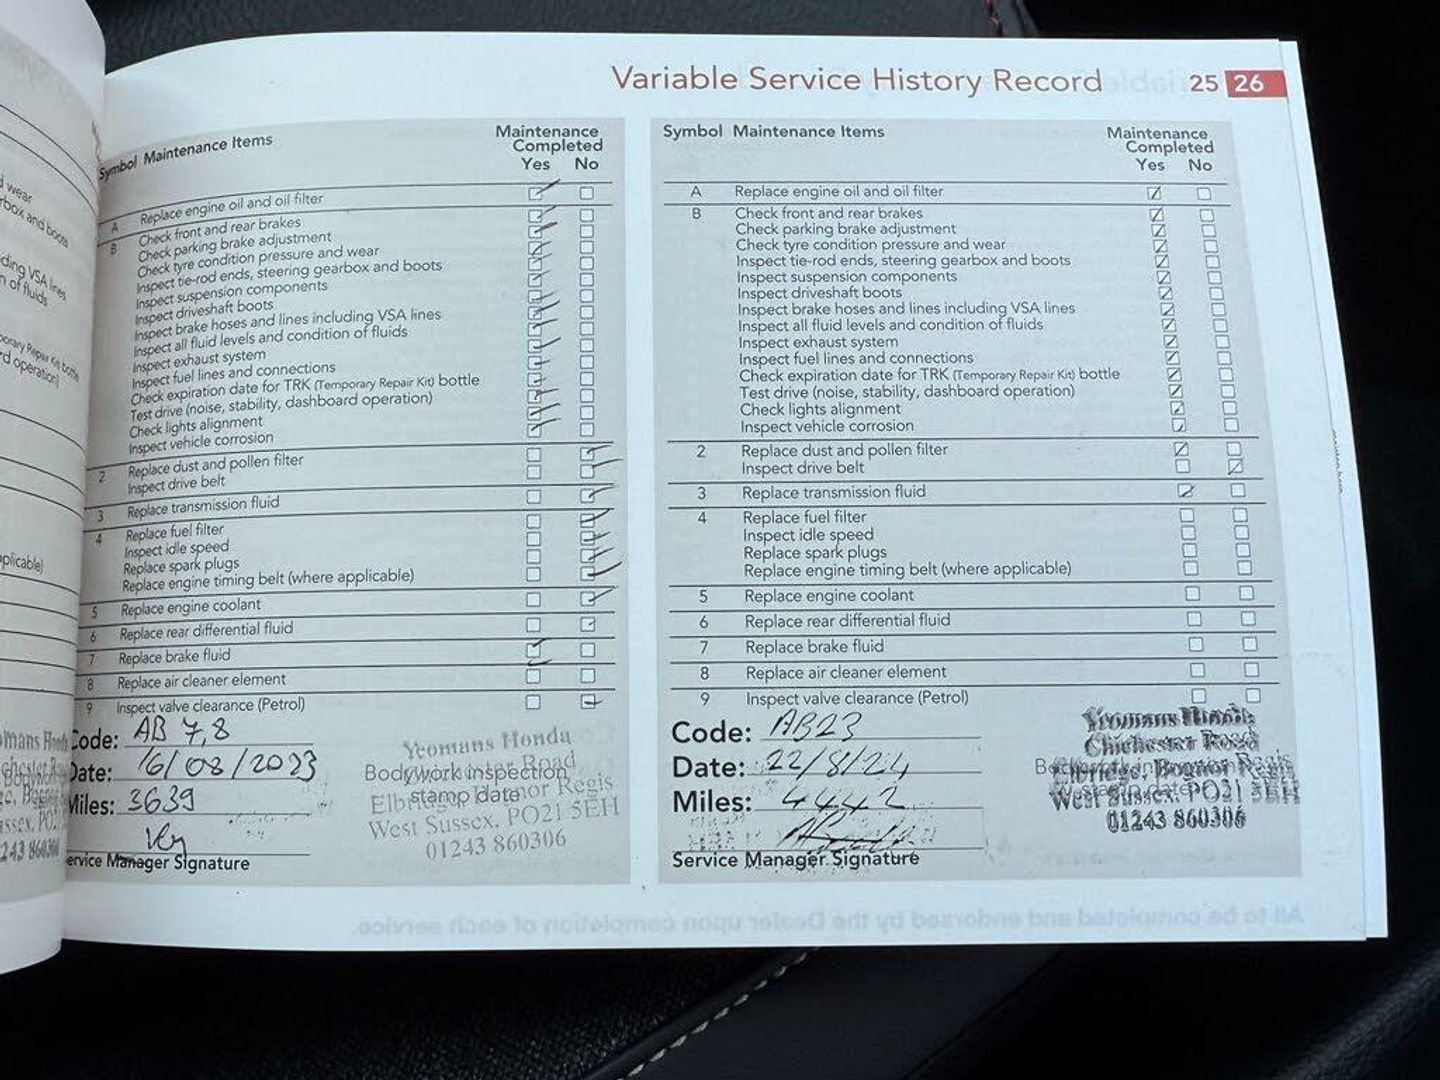 Variable Service History Record 25 26
Symbol Maintenance Items
Maintenance
Completed
Yes No
A Replace engine oil and oil filter
B Check front and rear brakes
Check parking brake adjustment
Check tyre condition pressure and wear
Inspect tie-rod ends, steering gearbox and boots
Inspect suspension components
Inspect driveshaft boots
Inspect brake hoses and lines including VSA lines
Inspect all fluid levels and condition of fluids
Inspect exhaust system
Inspect fuel lines and connections
Check expiration date for TRK (Temporary Repair Kit) bottle
Test drive (noise, stability, dashboard operation)
Check lights alignment
Inspect vehicle corrosion
2 Replace dust and pollen filter
Inspect drive belt
3 Replace transmission fluid
4 Replace fuel filter
Inspect idle speed
Replace spark plugs
Replace engine timing belt (where applicable)
5 Replace engine coolant
6 Replace rear differential fluid
7 Replace brake fluid
8 Replace air cleaner element
9 Inspect valve clearance (Petrol)
Code: AB 7,8
Date: 16/08/2023
Miles: 3639
Service Manager Signature
Yeomans Honda
Bodywork inspection
stamp date
Chichester Road
Elbridge, Bognor Regis
West Sussex, PO21 5EH
01243 860306
Symbol Maintenance Items
Maintenance
Completed
Yes No
A Replace engine oil and oil filter
B Check front and rear brakes
Check parking brake adjustment
Check tyre condition pressure and wear
Inspect tie-rod ends, steering gearbox and boots
Inspect suspension components
Inspect driveshaft boots
Inspect brake hoses and lines including VSA lines
Inspect all fluid levels and condition of fluids
Inspect exhaust system
Inspect fuel lines and connections
Check expiration date for TRK (Temporary Repair Kit) bottle
Test drive (noise, stability, dashboard operation)
Check lights alignment
Inspect vehicle corrosion
2 Replace dust and pollen filter
Inspect drive belt
3 Replace transmission fluid
4 Replace fuel filter
Inspect idle speed
Replace spark plugs
Replace engine timing belt (where applicable)
5 Replace engine coolant
6 Replace rear differential fluid
7 Replace brake fluid
8 Replace air cleaner element
9 Inspect valve clearance (Petrol)
Code: AB23
Date: 22/8/24
Miles: 4442
Service Manager Signature
Yeomans Honda
Chichester Road
Elbridge, Bognor Regis
West Sussex, PO21 5EH
01243 860306